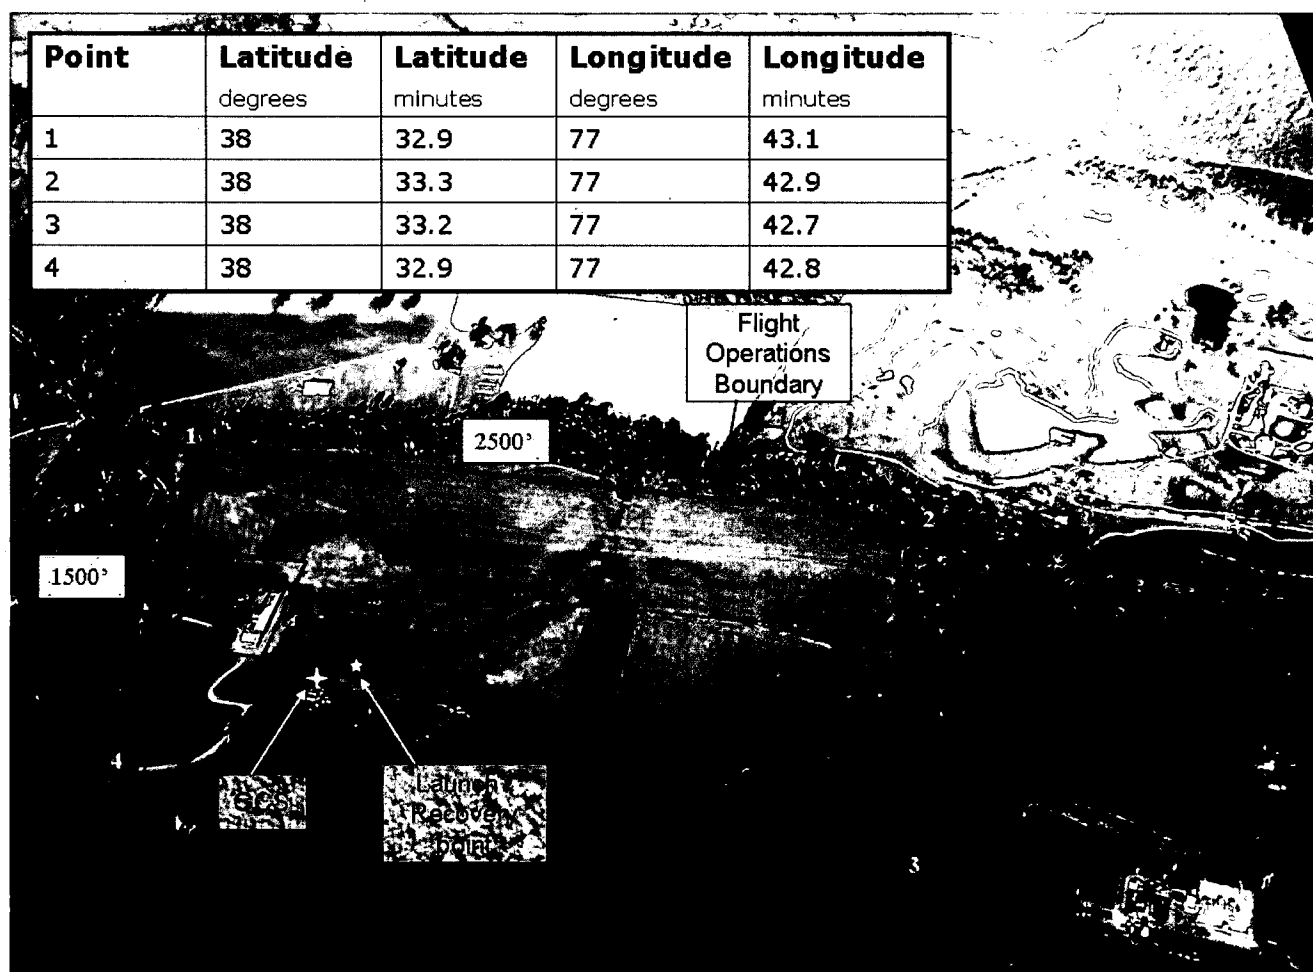 Point Latitude Latitude Longitude Longitude
degrees minutes degrees minutes
1 38 32.9 77 43.1
2 38 33.3 77 42.9
3 38 33.2 77 42.7
4 38 32.9 77 42.8
Flight
Operations
Boundary
1
2500'
2
1500'
4
GCS
Launch
Recovery
point
3